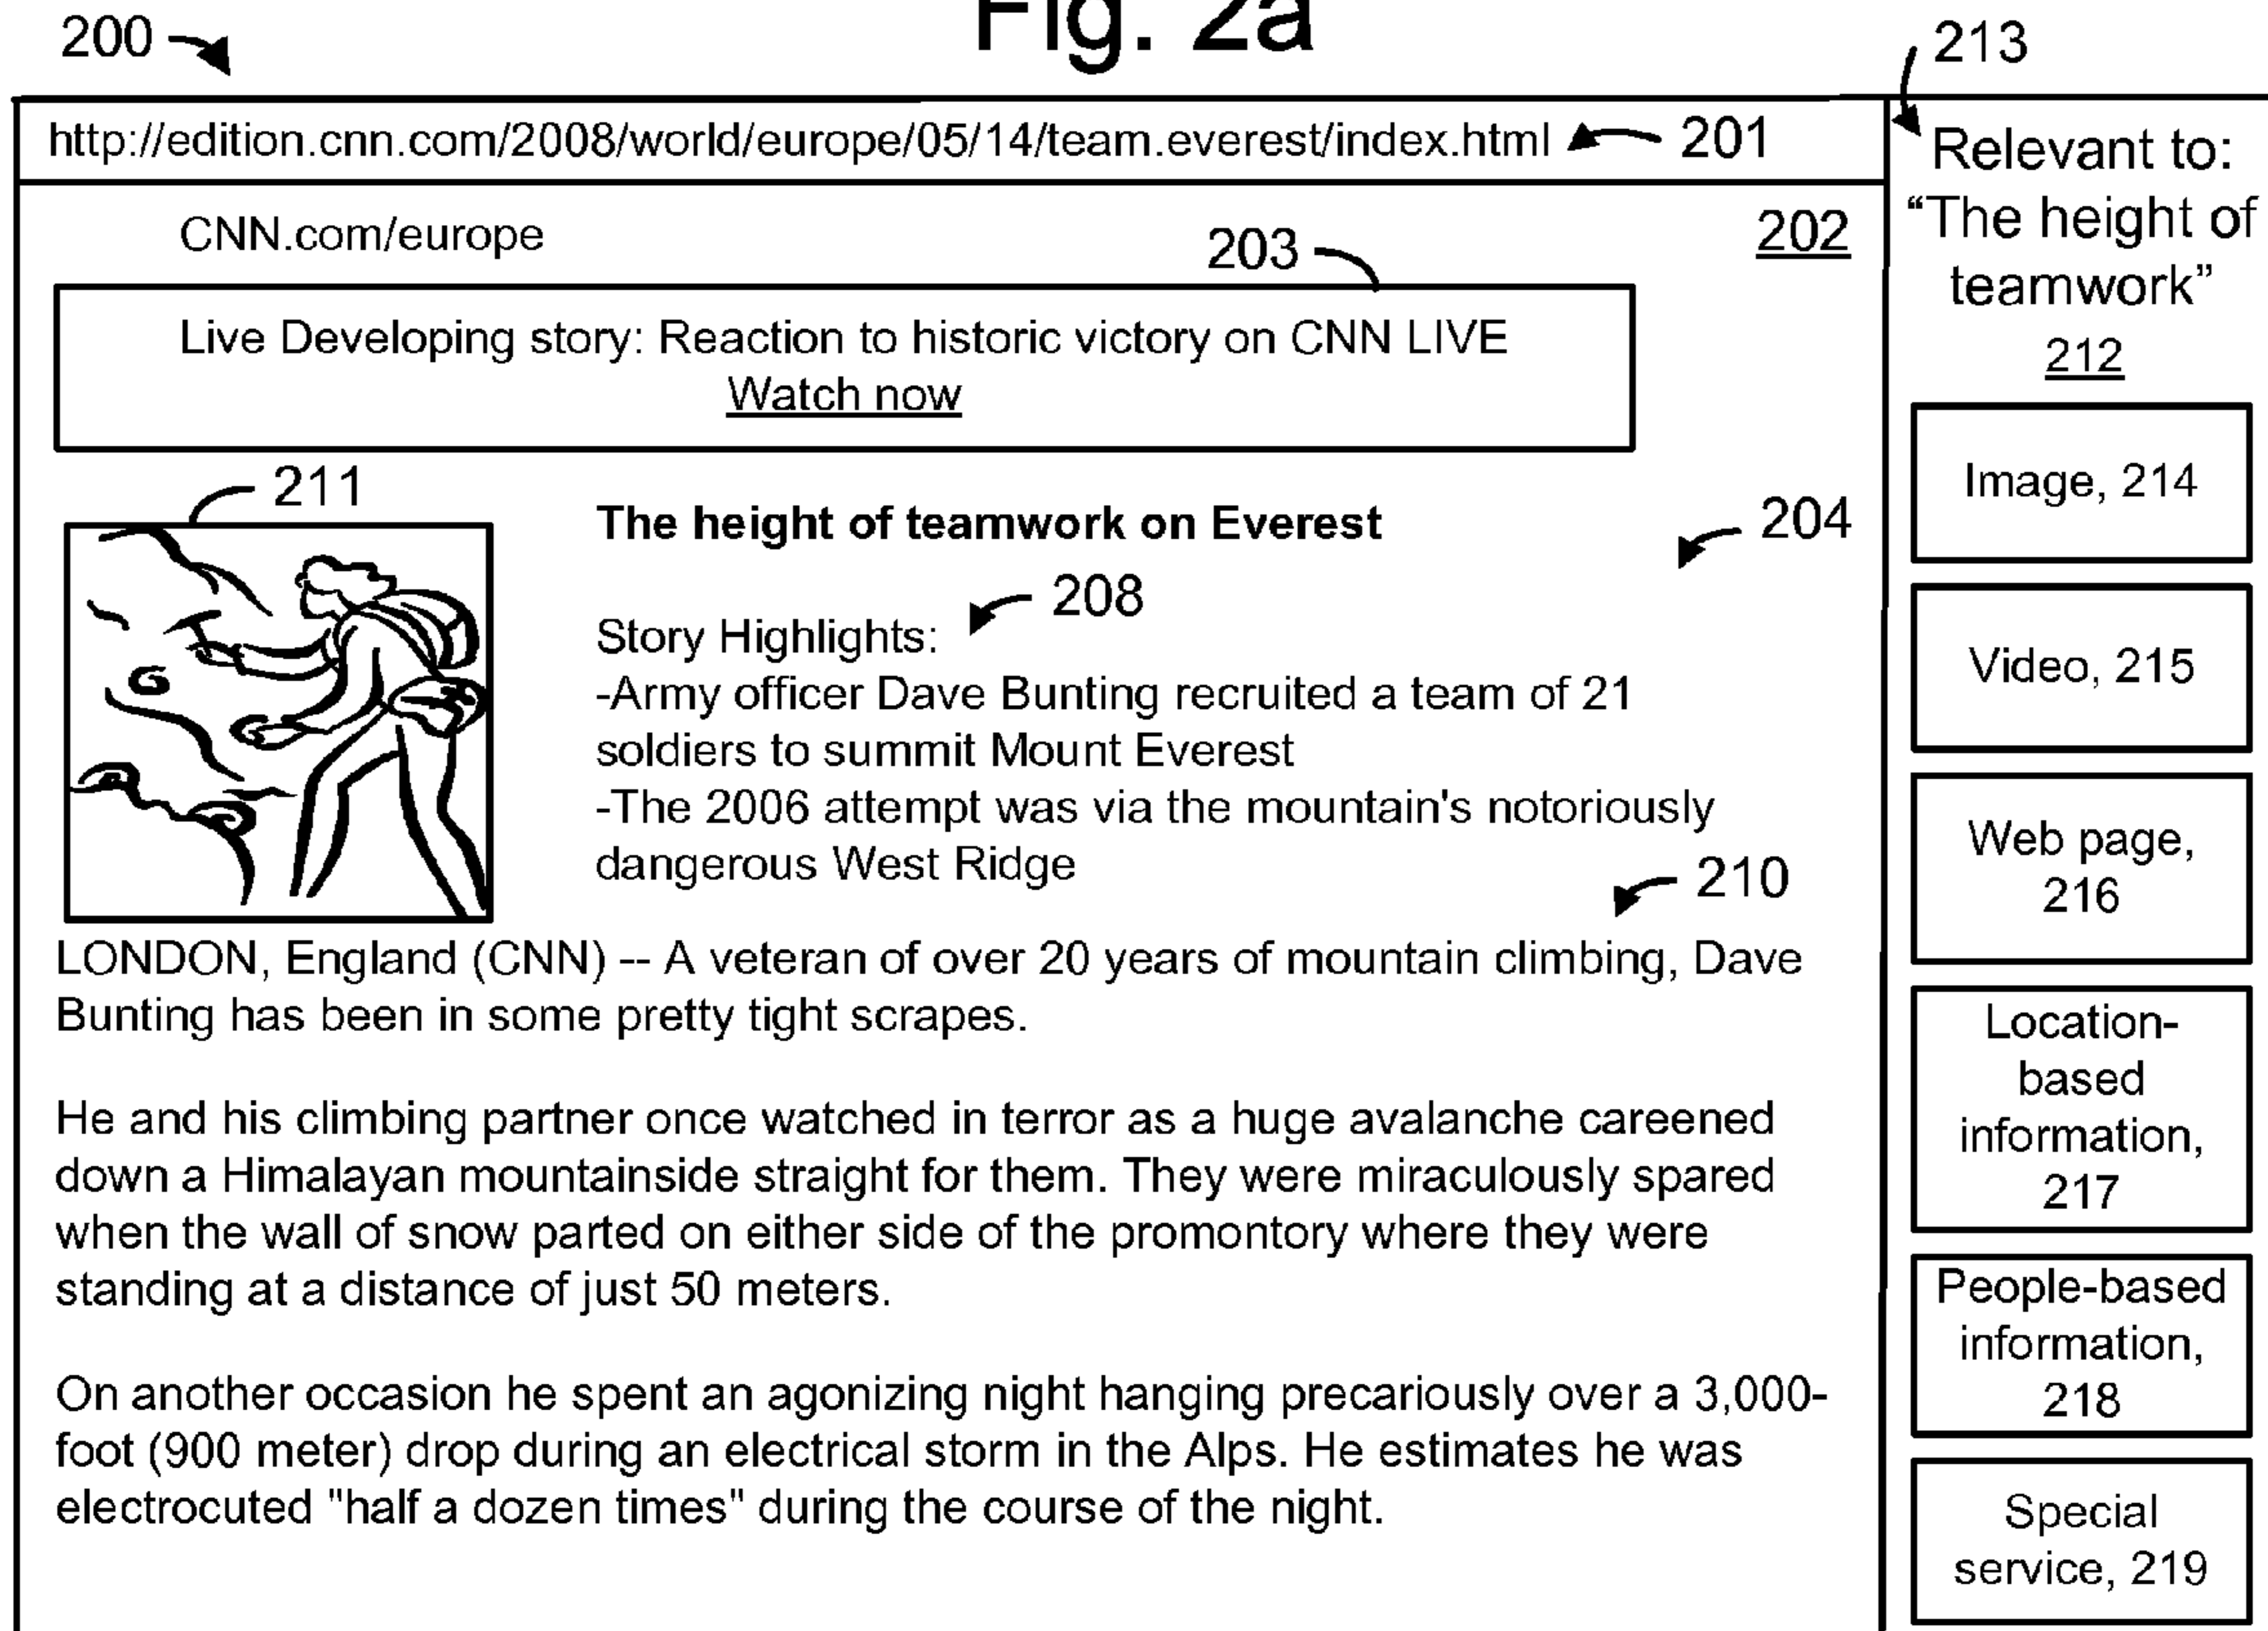 Fig. 2a
200
213
http://edition.cnn.com/2008/world/europe/05/14/team.everest/index.html
201
CNN.com/europe
203
202
Live Developing story: Reaction to historic victory on CNN LIVE
Watch now
211
The height of teamwork on Everest
204
208
Story Highlights:
-Army officer Dave Bunting recruited a team of 21
soldiers to summit Mount Everest
-The 2006 attempt was via the mountain's notoriously
dangerous West Ridge
210
LONDON, England (CNN) -- A veteran of over 20 years of mountain climbing, Dave
Bunting has been in some pretty tight scrapes.
He and his climbing partner once watched in terror as a huge avalanche careened
down a Himalayan mountainside straight for them. They were miraculously spared
when the wall of snow parted on either side of the promontory where they were
standing at a distance of just 50 meters.
On another occasion he spent an agonizing night hanging precariously over a 3,000-
foot (900 meter) drop during an electrical storm in the Alps. He estimates he was
electrocuted "half a dozen times" during the course of the night.
Relevant to:
“The height of
teamwork”
212
Image, 214
Video, 215
Web page,
216
Location-
based
information,
217
People-based
information,
218
Special
service, 219